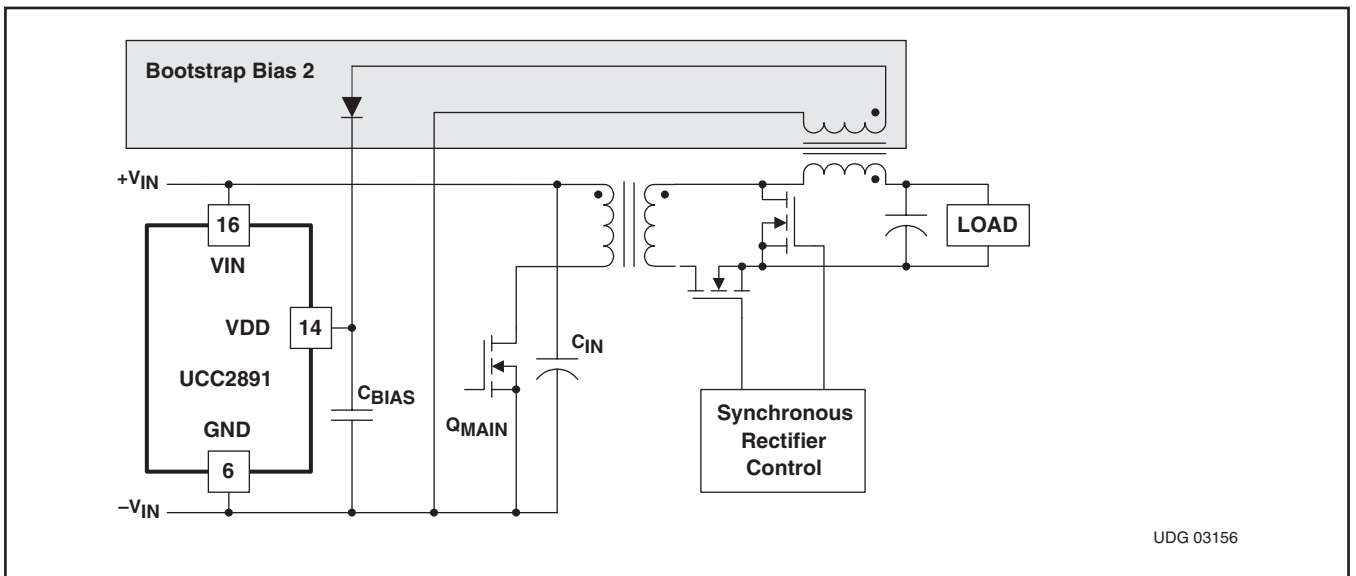 Bootstrap Bias 2
+VIN
16
VIN
VDD
14
UCC2891
CBIAS
GND
6
–VIN
QMAIN
CIN
LOAD
Synchronous
Rectifier
Control
UDG 03156